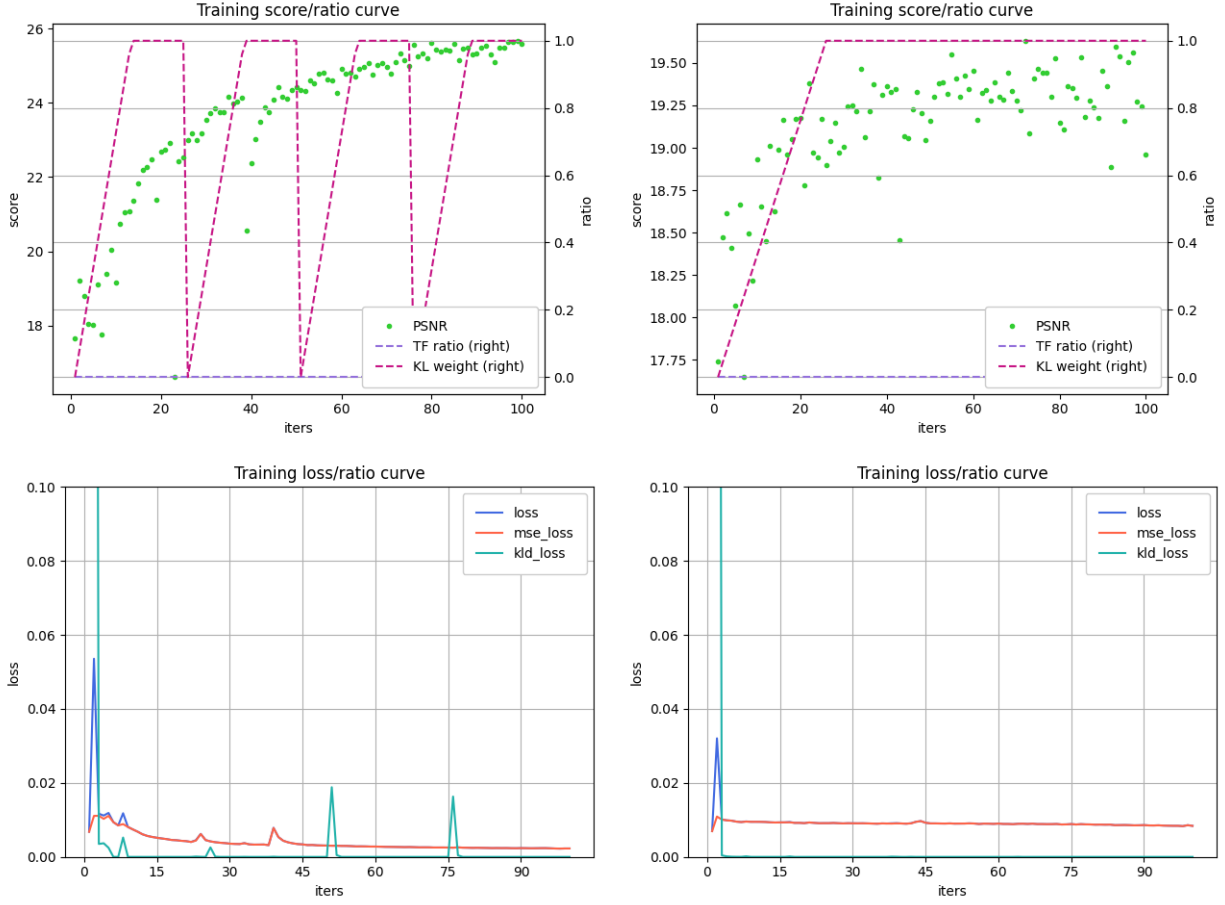 Training score/ratio curve
score
26
24
22
20
18
1.0
0.8
0.6
0.4
0.2
0.0
ratio
PSNR
TF ratio (right)
KL weight (right)
0 20 40 60 80 100
iters
Training score/ratio curve
score
19.50
19.25
19.00
18.75
18.50
18.25
18.00
17.75
1.0
0.8
0.6
0.4
0.2
0.0
ratio
PSNR
TF ratio (right)
KL weight (right)
0 20 40 60 80 100
iters
Training loss/ratio curve
loss
0.10
0.08
0.06
0.04
0.02
0.00
loss
mse_loss
kld_loss
0 15 30 45 60 75 90
iters
Training loss/ratio curve
loss
0.10
0.08
0.06
0.04
0.02
0.00
loss
mse_loss
kld_loss
0 15 30 45 60 75 90
iters